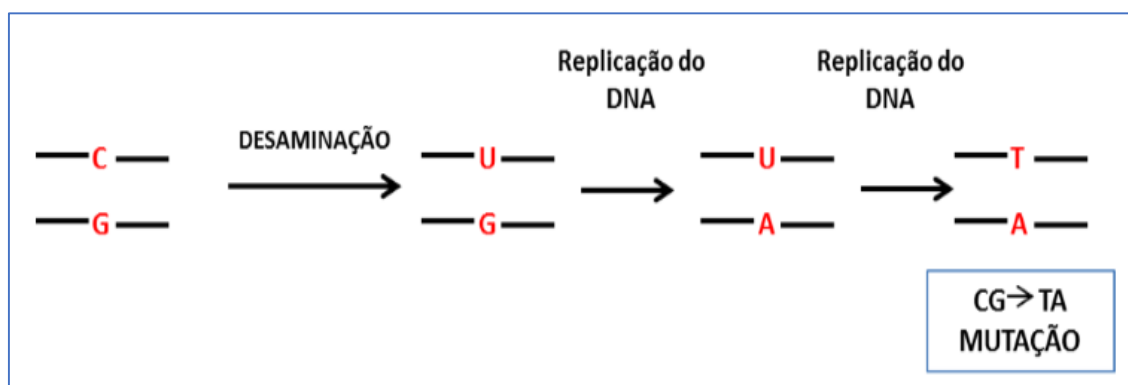 Replicação do
DNA
Replicação do
DNA
DESAMINAÇÃO
C
U
U
T
G
G
A
A
CG→TA
MUTAÇÃO